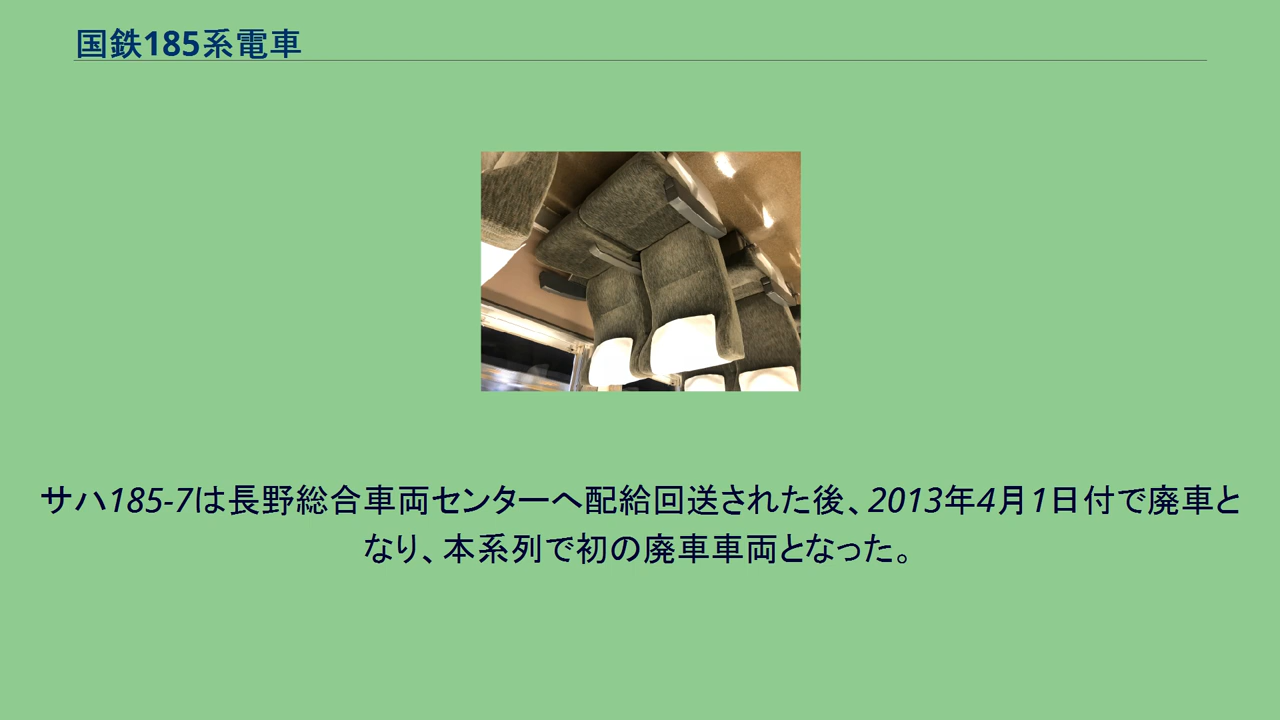 国鉄185系電車
サハ185-7は長野総合車両センターへ配給回送された後、2013年4月1日付で廃車と
なり、本系列で初の廃車車両となった。